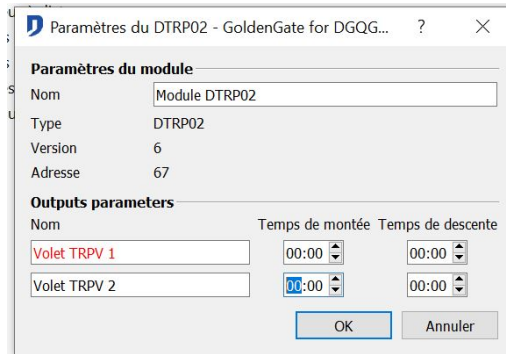 Paramètres du DTRP02 - GoldenGate for DGQG... ? ×
Paramètres du module
Nom Module DTRP02
Type DTRP02
Version 6
Adresse 67
Outputs parameters
Nom Temps de montée Temps de descente
Volet TRPV 1 00:00 00:00
Volet TRPV 2 00:00 00:00
OK Annuler